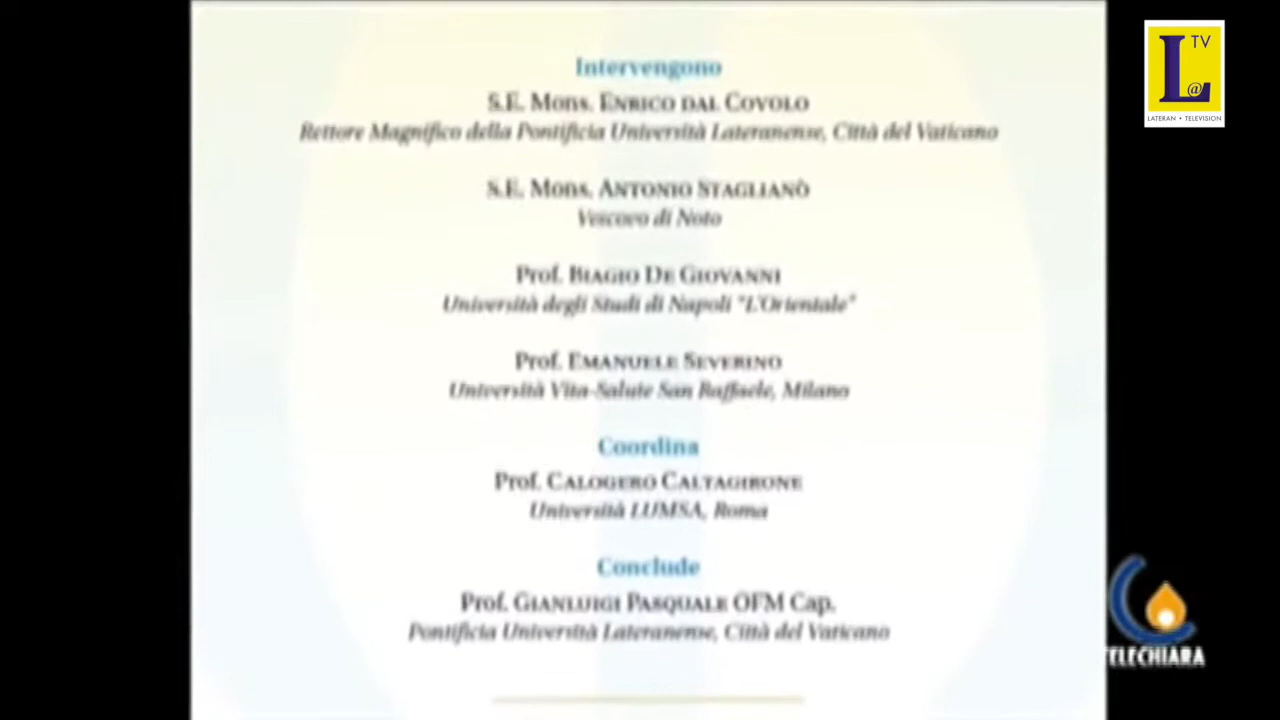 Intervengono
S.E. Mons. ENRICO DAL COVOLO
Rettore Magnifico della Pontificia Università Lateranense, Città del Vaticano
S.E. Mons. ANTONIO STAGLIANÒ
Vescovo di Noto
Prof. BIAGIO DE GIOVANNI
Università degli Studi di Napoli "L'Orientale"
Prof. EMANUELE SEVERINO
Università Vita-Salute San Raffaele, Milano
Coordina
Prof. CALOGERO CALTAGIRONE
Università LUMSA, Roma
Conclude
Prof. GIANLUIGI PASQUALE OFM Cap.
Pontificia Università Lateranense, Città del Vaticano
TV
L@
LATERAN • TELEVISION
TELECHIARA